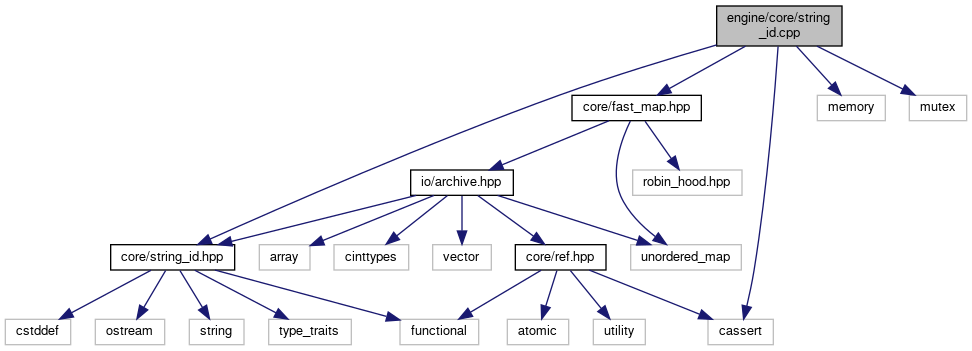 engine/core/string
_id.cpp
core/fast_map.hpp
memory
mutex
io/archive.hpp
robin_hood.hpp
core/string_id.hpp
array
cinttypes
vector
core/ref.hpp
unordered_map
cstddef
ostream
string
type_traits
functional
atomic
utility
cassert